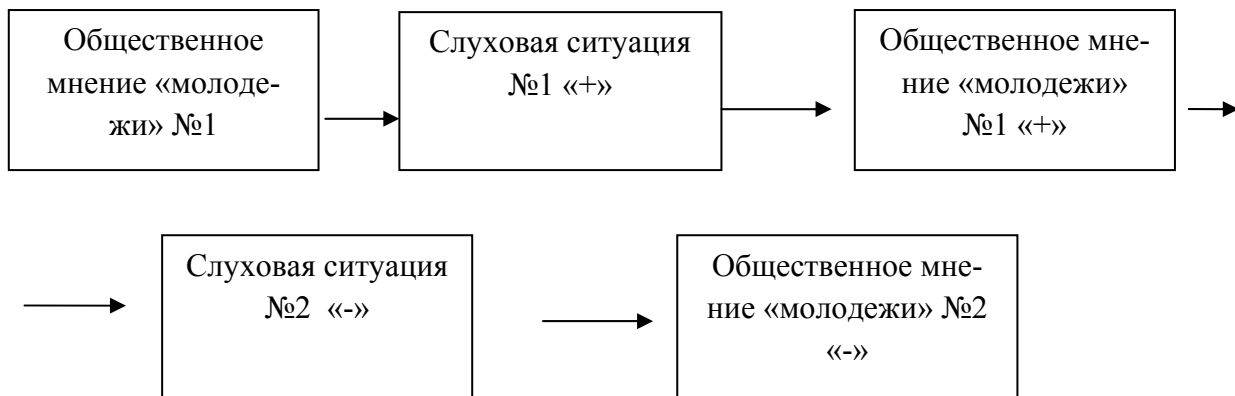 Общественное
мнение «молоде-
жи» №1
Слуховая ситуация
№1 «+»
Общественное мне-
ние «молодежи»
№1 «+»
Слуховая ситуация
№2 «-»
Общественное мне-
ние «молодежи» №2
«-»